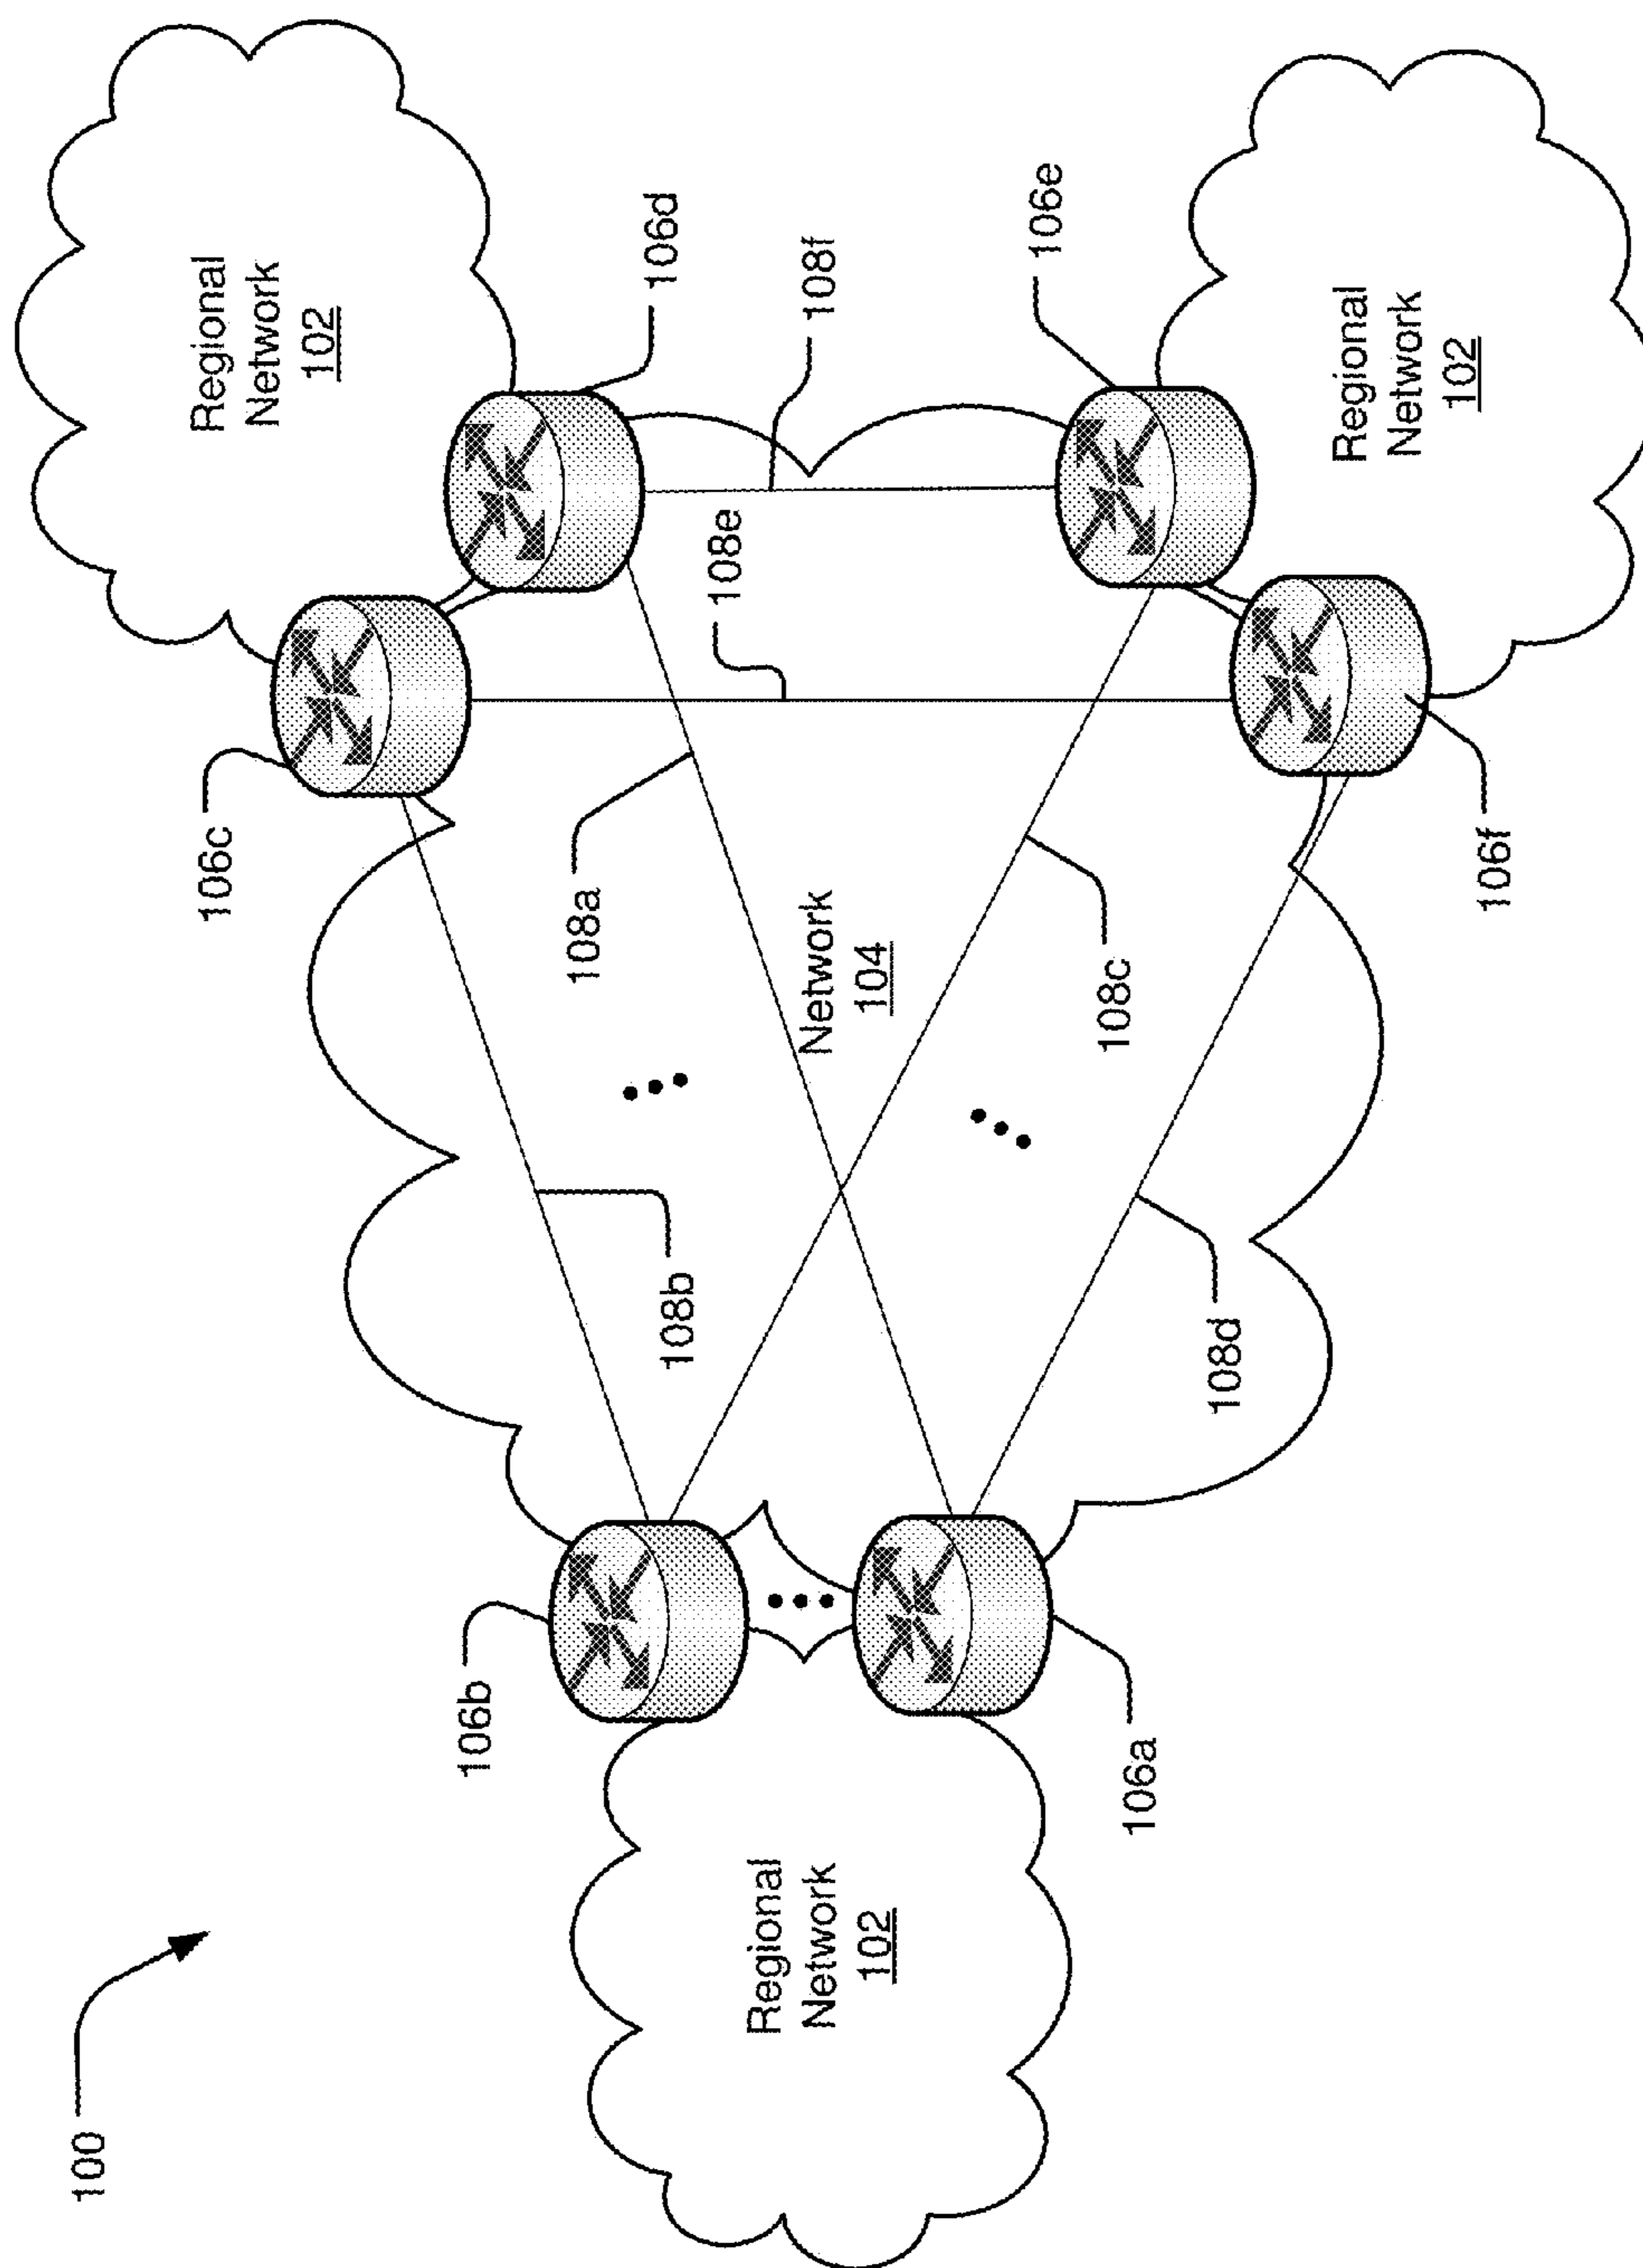 100
Regional
Network
102
106b
106a
108b
108d
Network
104
108a
108c
106c
106f
108e
108f
106d
106e
Regional
Network
102
Regional
Network
102